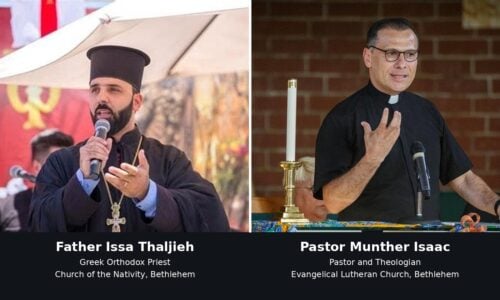 Father Issa Thaljieh
Greek Orthodox Priest
Church of the Nativity, Bethlehem
Pastor Munther Isaac
Pastor and Theologian
Evangelical Lutheran Church, Bethlehem